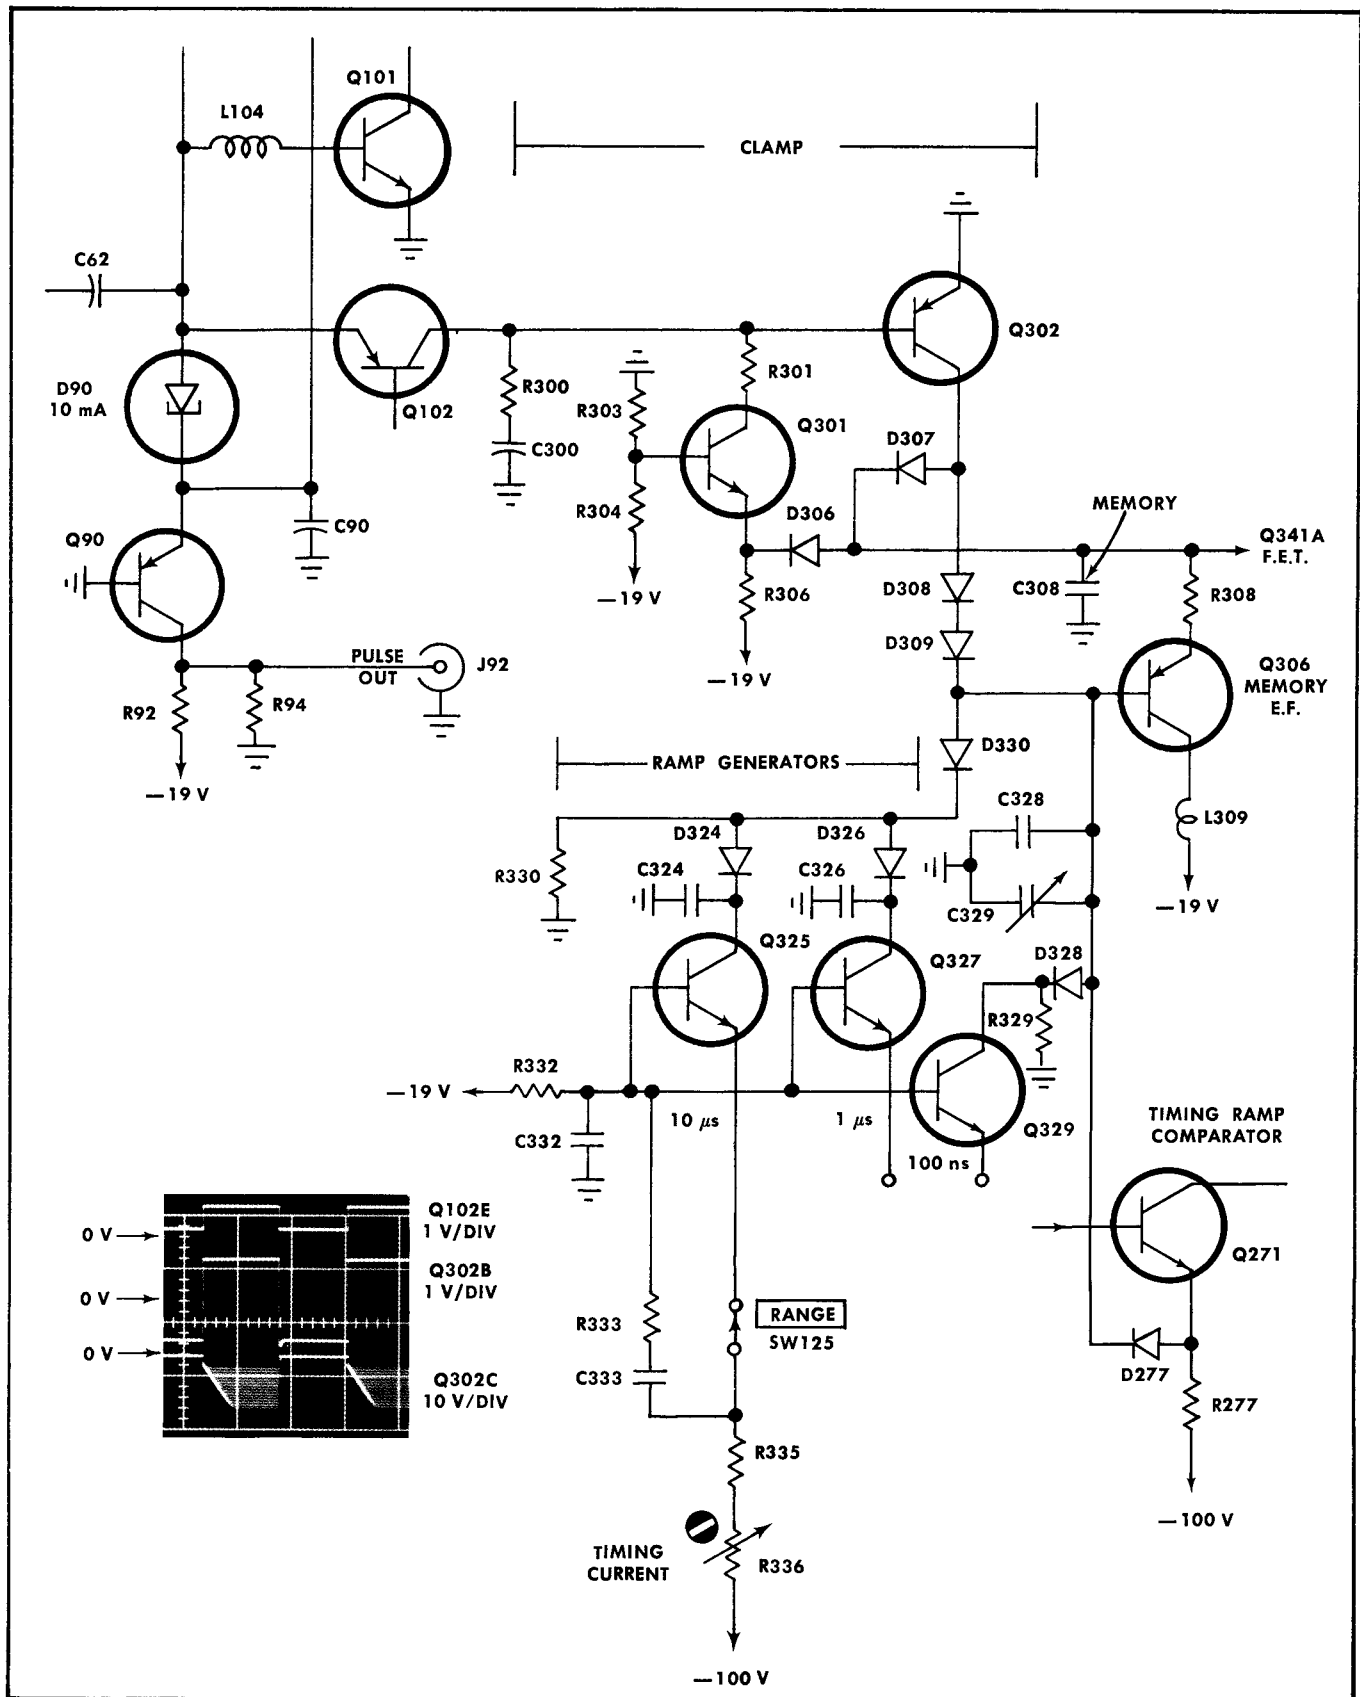 Q101
L104
CLAMP
C62
Q302
D90
10 mA
Q102
R300
C300
R303
R301
Q301
D307
R304
D306
MEMORY
Q341A
F.E.T.
Q90
C90
—19 V
R306
D308
C308
R308
D309
—19 V
PULSE
OUT
J92
Q306
MEMORY
E.F.
R92
R94
—19 V
RAMP GENERATORS
D330
C328
L309
D324
D326
R330
C324
C326
C329
—19 V
Q325
Q327
D328
R329
—19 V
R332
C332
10 μs
1 μs
Q329
100 ns
TIMING RAMP
COMPARATOR
Q271
0 V
Q102E
1 V/DIV
0 V
Q302B
1 V/DIV
0 V
Q302C
10 V/DIV
R333
C333
RANGE
SW125
D277
R277
R335
—100 V
TIMING
CURRENT
R336
—100 V